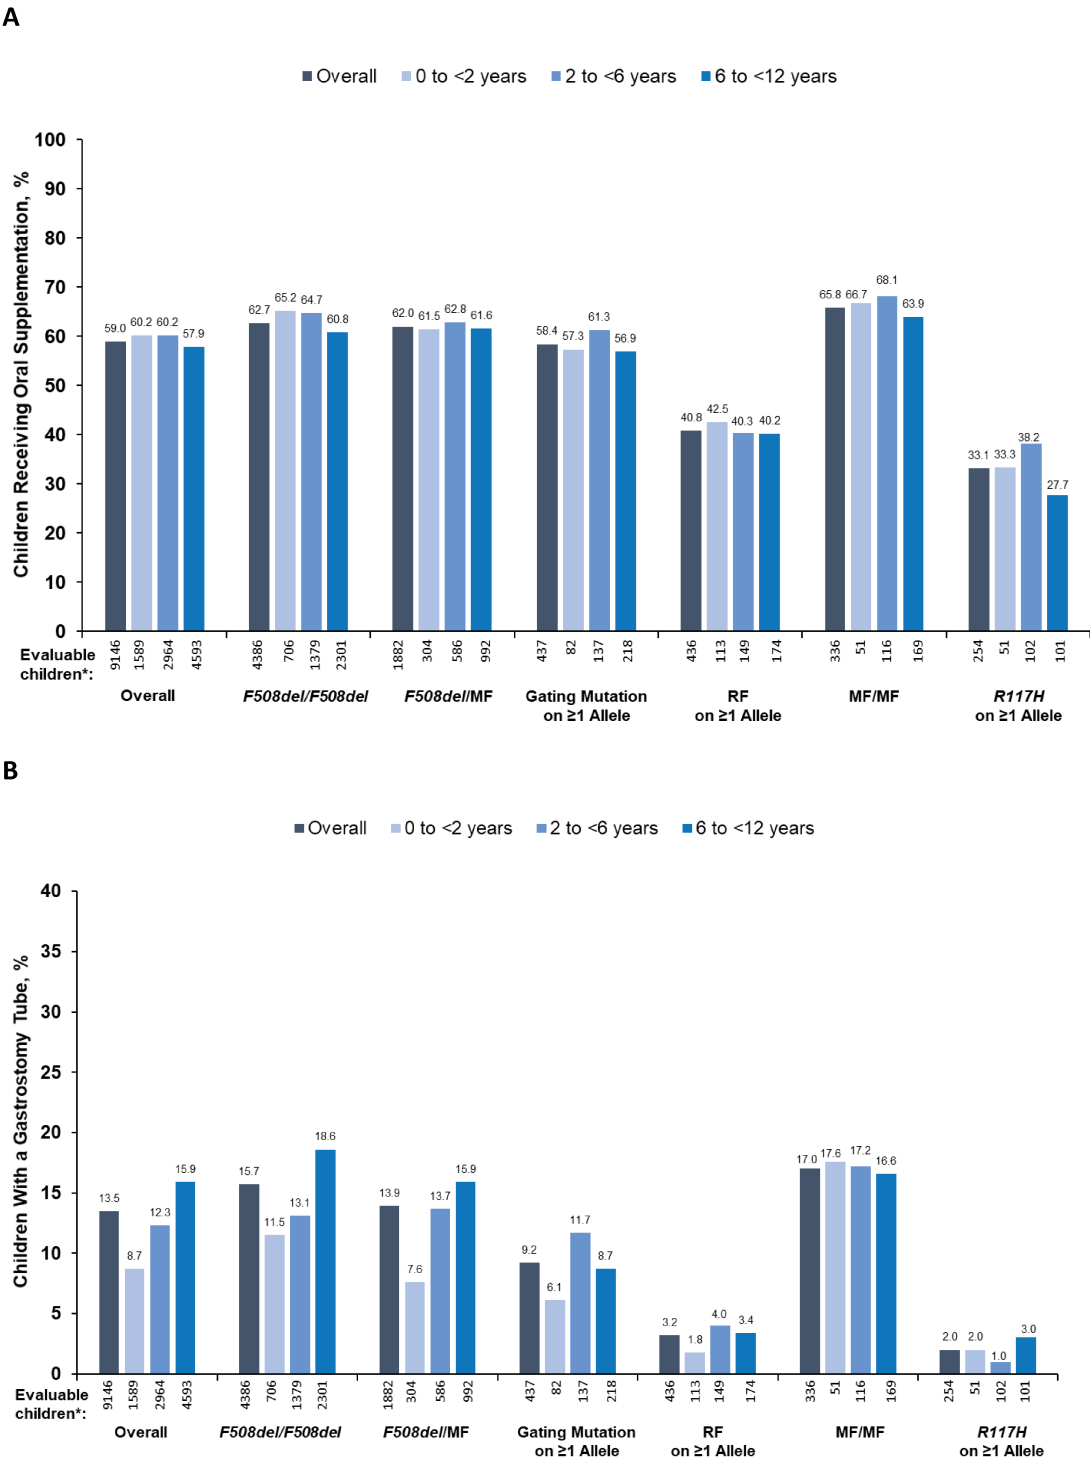 A
Overall 0 to <2 years 2 to <6 years 6 to <12 years
Children Receiving Oral Supplementation, %
100
90
80
70
60
50
40
30
20
10
0
59.0 60.2 60.2 57.9
62.7 65.2 64.7 60.8
62.0 61.5 62.8 61.6
58.4 57.3 61.3 56.9
40.8 42.5 40.3 40.2
65.8 66.7 68.1 63.9
33.1 33.3 38.2 27.7
Evaluable
children*:
9146 1589 2964 4593 4386 706 1379 2301 1882 304 586 992 437 82 137 218 436 113 149 174 336 51 116 169 254 51 102 101
Overall F508del/F508del F508del/MF Gating Mutation RF MF/MF R117H
on ≥1 Allele on ≥1 Allele on ≥1 Allele
B
Overall 0 to <2 years 2 to <6 years 6 to <12 years
Children With a Gastrostomy Tube, %
40
35
30
25
20
15
10
5
0
13.5 8.7 12.3 15.9
15.7 11.5 13.1 18.6
13.9 7.6 13.7 15.9
9.2 6.1 11.7 8.7
3.2 1.8 4.0 3.4
17.0 17.6 17.2 16.6
2.0 2.0 1.0 3.0
Evaluable
children*:
9146 1589 2964 4593 4386 706 1379 2301 1882 304 586 992 437 82 137 218 436 113 149 174 336 51 116 169 254 51 102 101
Overall F508del/F508del F508del/MF Gating Mutation RF MF/MF R117H
on ≥1 Allele on ≥1 Allele on ≥1 Allele